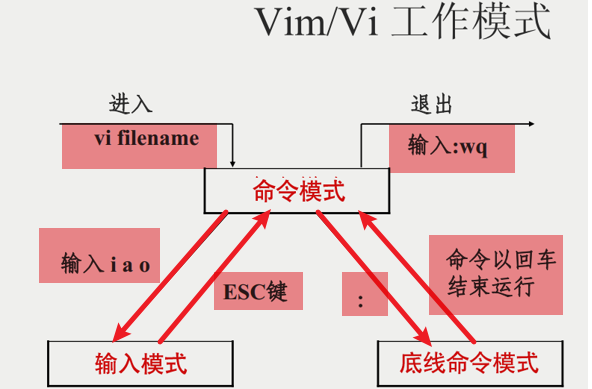 Vim/Vi 工作模式
进入
退出
vi filename
输入:wq
命令模式
输入 i a o
ESC键
:
命令以回车
结束运行
输入模式
底线命令模式